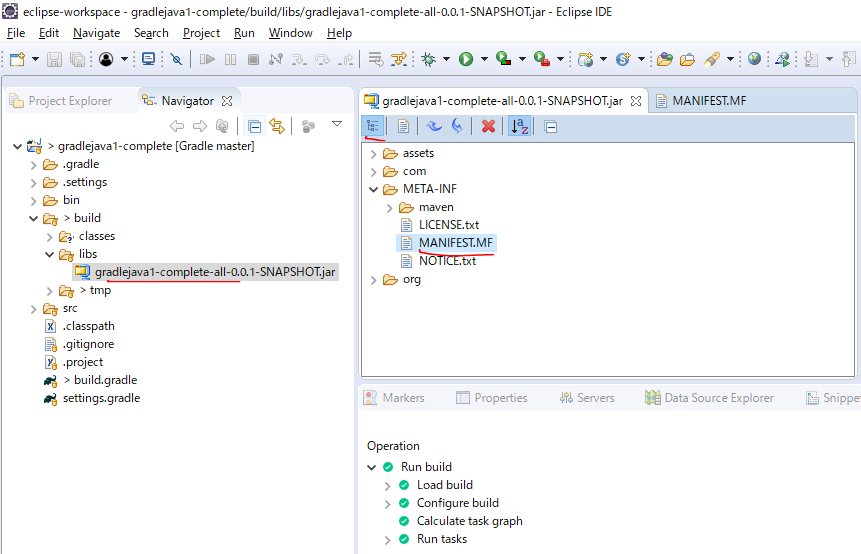 eclipse-workspace - gradlejava1-complete/build/libs/gradlejava1-complete-all-0.0.1-SNAPSHOT.jar - Eclipse IDE
File Edit Navigate Search Project Run Window Help
Project Explorer Navigator
> gradlejava1-complete [Gradle master]
.gradle
.settings
bin
> build
classes
libs
gradlejava1-complete-all-0.0.1-SNAPSHOT.jar
> tmp
src
.classpath
.gitignore
.project
> build.gradle
settings.gradle
gradlejava1-complete-all-0.0.1-SNAPSHOT.jar MANIFEST.MF
assets
com
META-INF
maven
LICENSE.txt
MANIFEST.MF
NOTICE.txt
org
Markers Properties Servers Data Source Explorer Snippe
Operation
Run build
Load build
Configure build
Calculate task graph
Run tasks